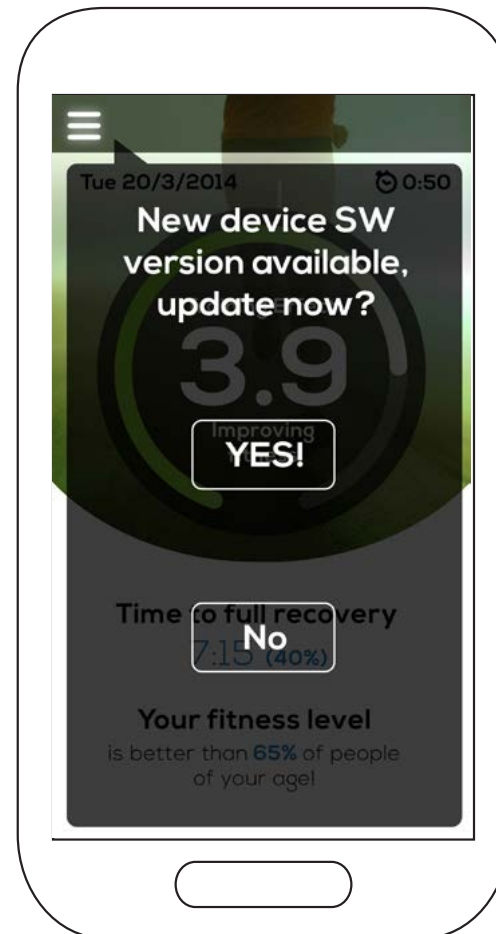 Tue 20/3/2014 0:50
New device SW
version available,
update now?
3.9
Improving
YES!
Time to full recovery
7:15 (40%)
No
Your fitness level
is better than 65% of people
of your age!